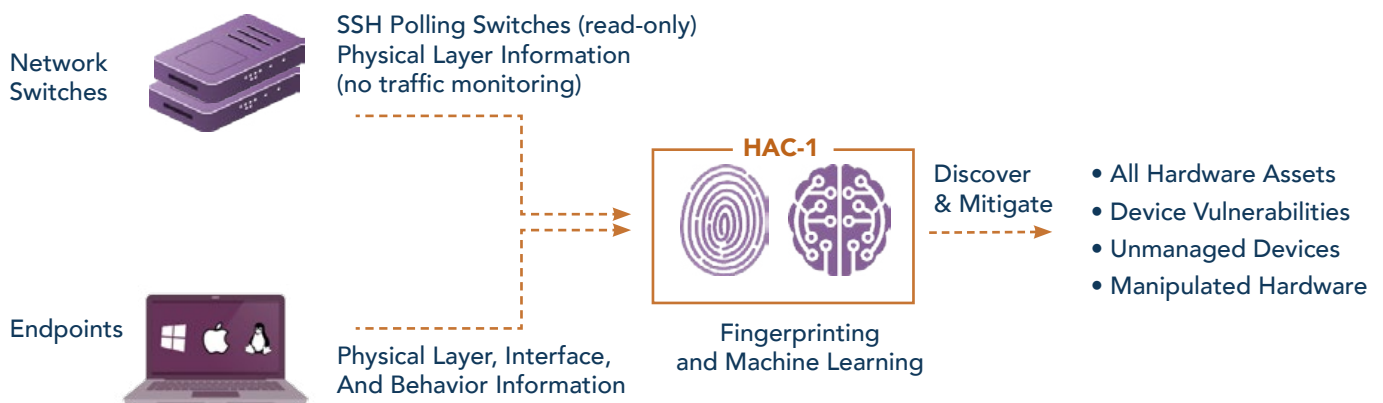 Network
Switches
SSH Polling Switches (read-only)
Physical Layer Information
(no traffic monitoring)
HAC-1
Discover
& Mitigate
• All Hardware Assets
• Device Vulnerabilities
• Unmanaged Devices
• Manipulated Hardware
Endpoints
Physical Layer, Interface,
And Behavior Information
Fingerprinting
and Machine Learning